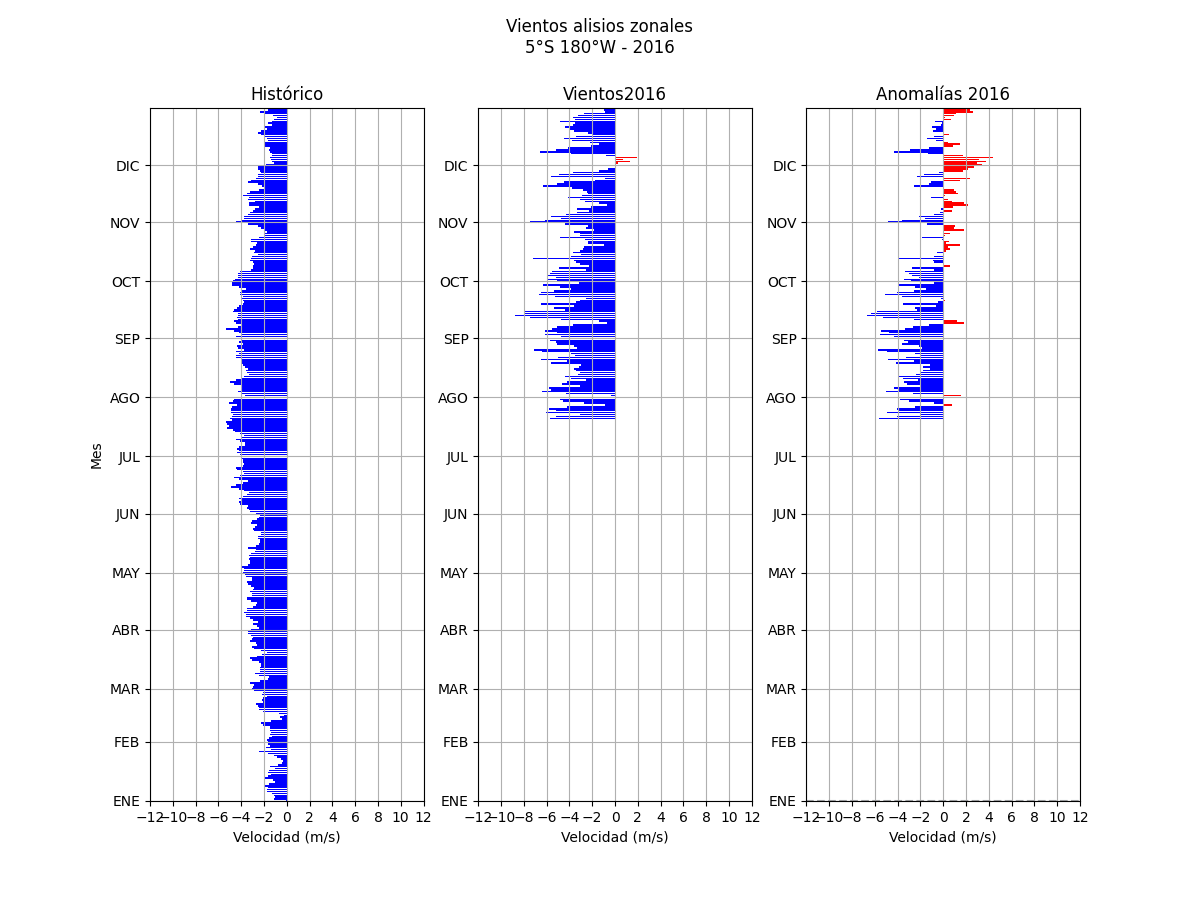 Vientos alisios zonales
5°S 180°W - 2016
Histórico
Vientos2016
Anomalías 2016
Mes
DIC
NOV
OCT
SEP
AGO
JUL
JUN
MAY
ABR
MAR
FEB
ENE
−12 −10 −8 −6 −4 −2 0 2 4 6 8 10 12
Velocidad (m/s)
DIC
NOV
OCT
SEP
AGO
JUL
JUN
MAY
ABR
MAR
FEB
ENE
−12 −10 −8 −6 −4 −2 0 2 4 6 8 10 12
Velocidad (m/s)
DIC
NOV
OCT
SEP
AGO
JUL
JUN
MAY
ABR
MAR
FEB
ENE
−12 −10 −8 −6 −4 −2 0 2 4 6 8 10 12
Velocidad (m/s)